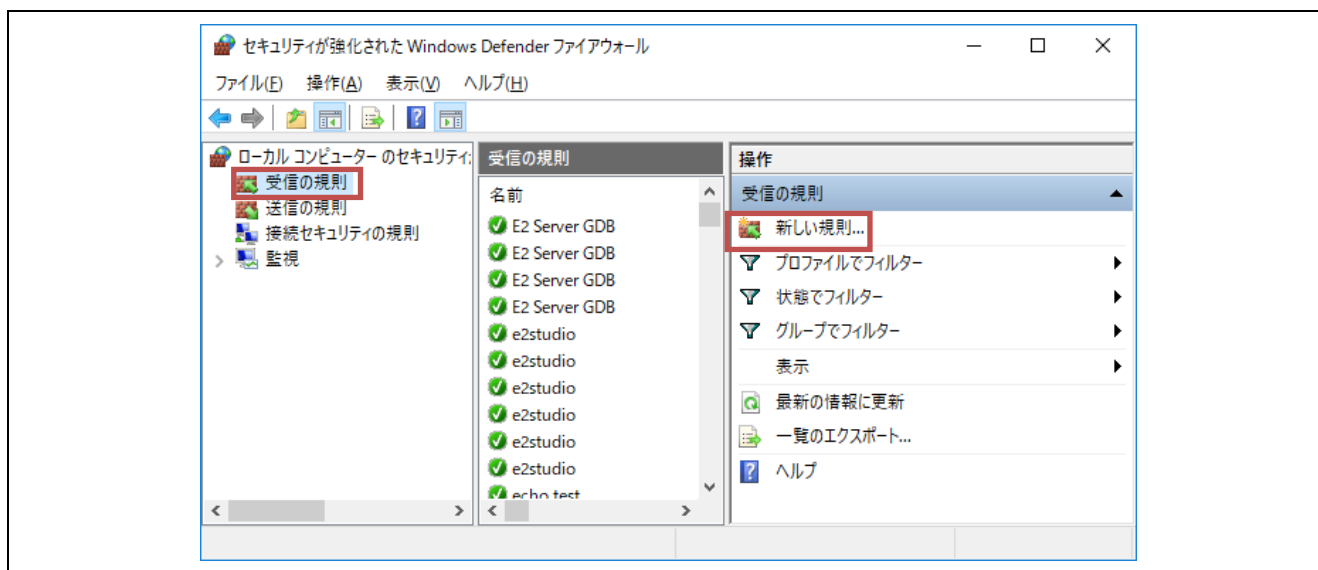 セキュリティが強化された Windows Defender ファイアウォール
ファイル(F) 操作(A) 表示(V) ヘルプ(H)
ローカル コンピューター のセキュリティ
受信の規則
送信の規則
接続セキュリティの規則
監視
受信の規則
名前
E2 Server GDB
E2 Server GDB
E2 Server GDB
E2 Server GDB
e2studio
e2studio
e2studio
e2studio
e2studio
e2studio
echo test
操作
受信の規則
新しい規則...
プロファイルでフィルター
状態でフィルター
グループでフィルター
表示
最新の情報に更新
一覧のエクスポート...
ヘルプ